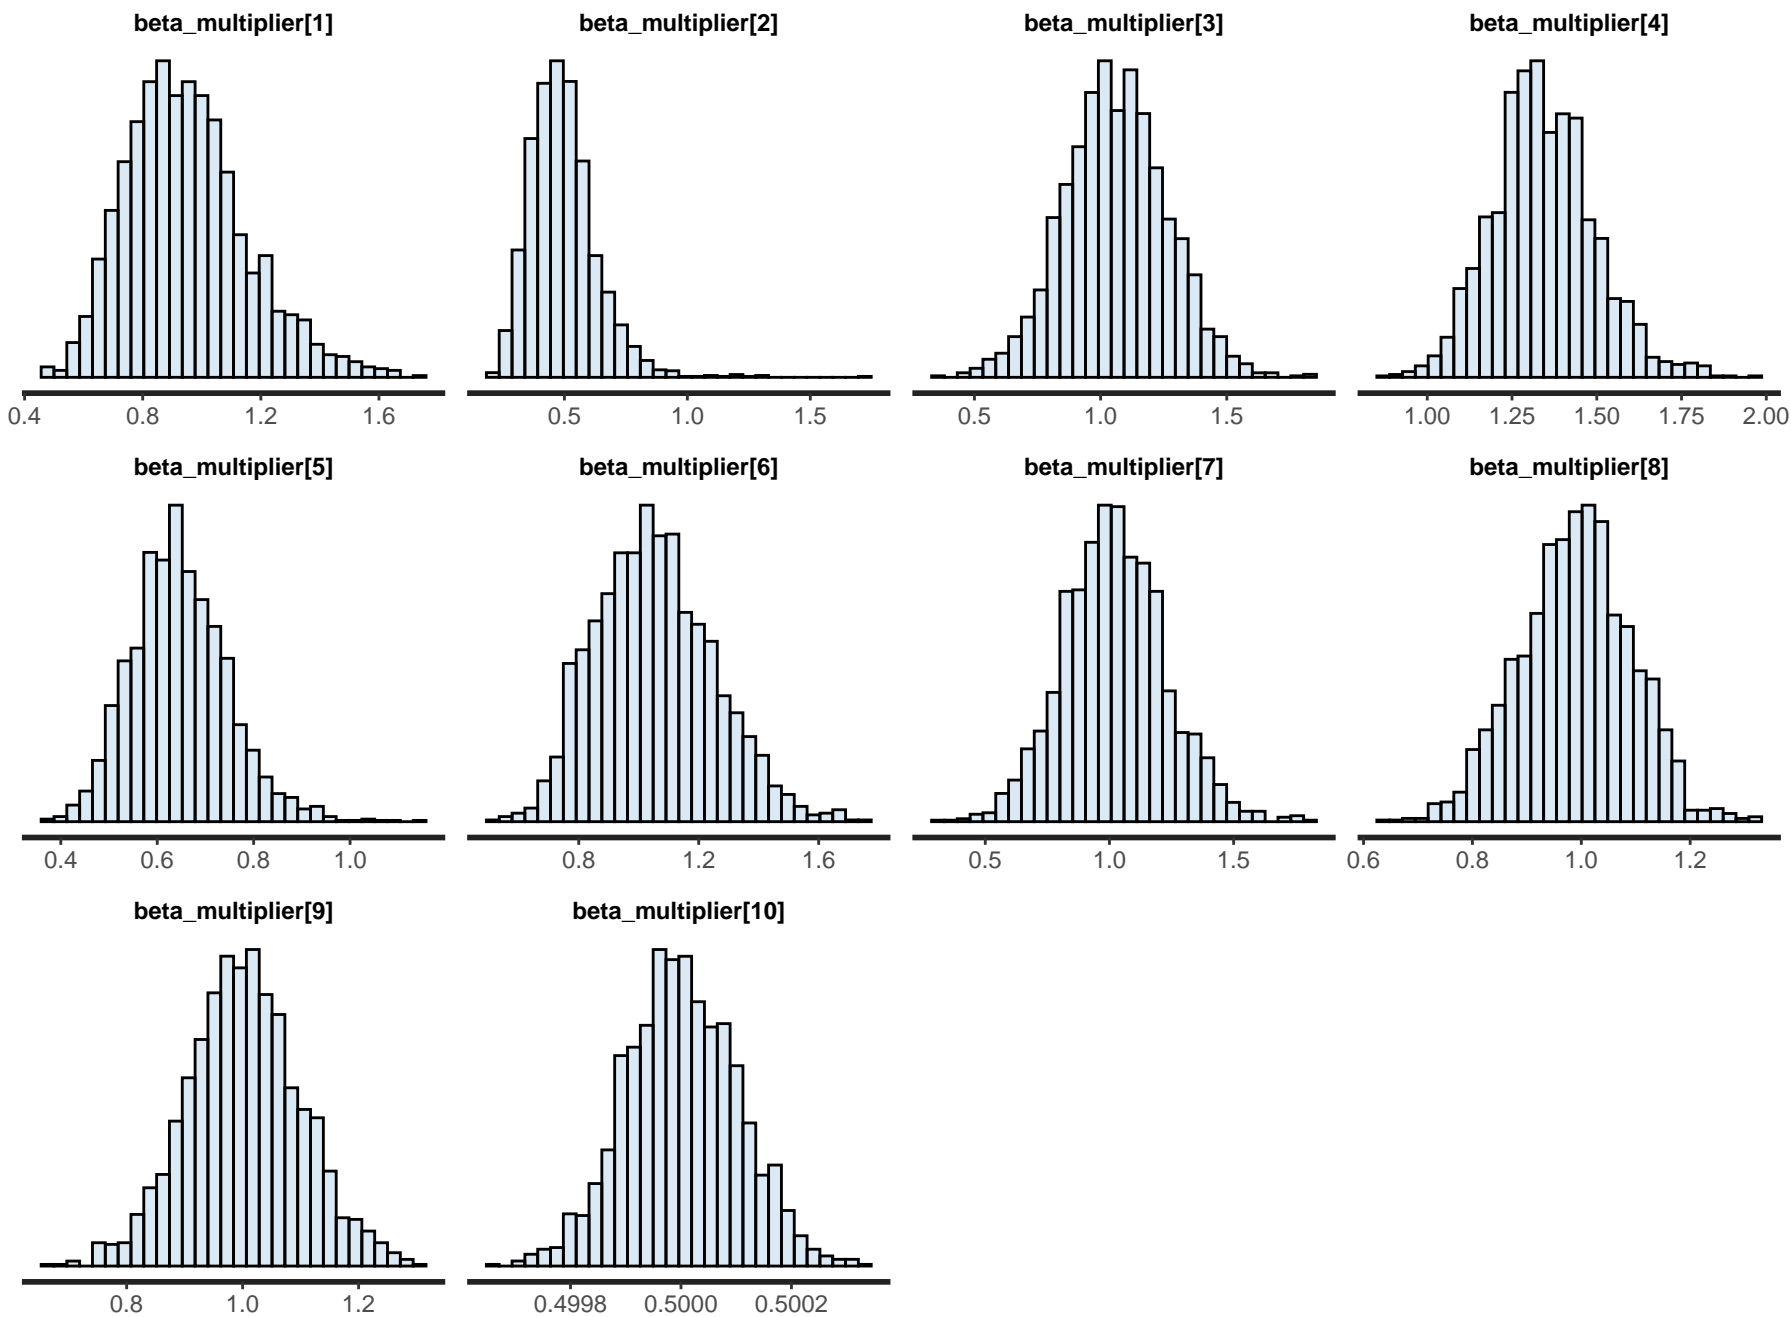 beta_multiplier[1] beta_multiplier[2] beta_multiplier[3] beta_multiplier[4]
0.4 0.8 1.2 1.6 0.5 1.0 1.5 0.5 1.0 1.5 1.00 1.25 1.50 1.75 2.00
beta_multiplier[5] beta_multiplier[6] beta_multiplier[7] beta_multiplier[8]
0.4 0.6 0.8 1.0 0.8 1.2 1.6 0.5 1.0 1.5 0.6 0.8 1.0 1.2
beta_multiplier[9] beta_multiplier[10]
0.8 1.0 1.2 0.4998 0.5000 0.5002